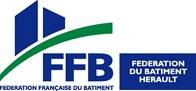 FFB
FEDERATION FRANÇAISE DU BATIMENT
FEDERATION
DU BATIMENT
HERAULT